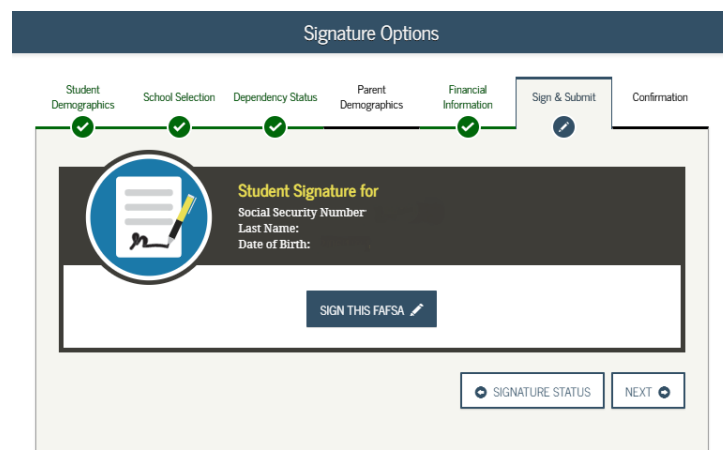 Signature Options
Student
Demographics
School Selection
Dependency Status
Parent
Demographics
Financial
Information
Sign & Submit
Confirmation
Student Signature for
Social Security Number
Last Name:
Date of Birth:
SIGN THIS FAFSA
SIGNATURE STATUS
NEXT